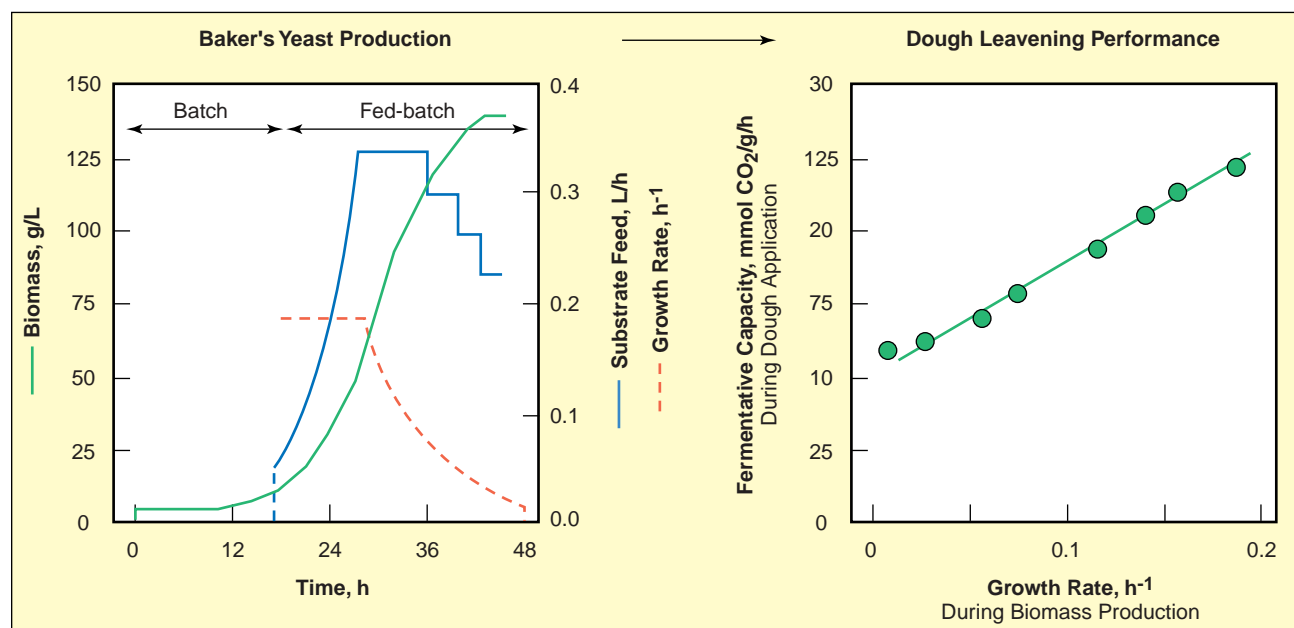 Baker's Yeast Production
Dough Leavening Performance
150
125
100
75
50
25
0
Biomass, g/L
Batch
Fed-batch
0.4
0.3
0.2
0.1
0.0
Substrate Feed, L/h
Growth Rate, h-1
0
12
24
36
48
Time, h
Fermentative Capacity, mmol CO2/g/h
During Dough Application
30
125
20
75
10
25
0
0
0.1
0.2
Growth Rate, h-1
During Biomass Production